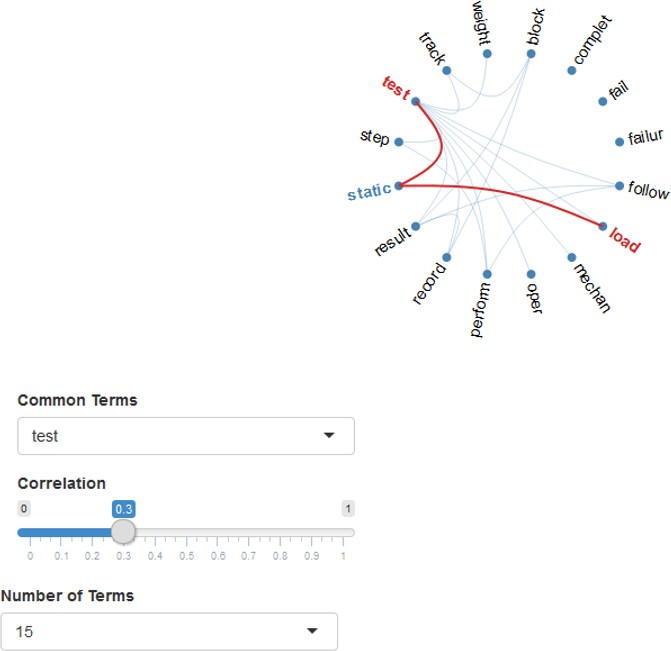 weight
block
track
complet
test
fail
step
failur
static
follow
result
load
record
mechan
perform
oper
Common Terms
test
Correlation
0 0.3 1
0 0.1 0.2 0.3 0.4 0.5 0.6 0.7 0.8 0.9 1
Number of Terms
15